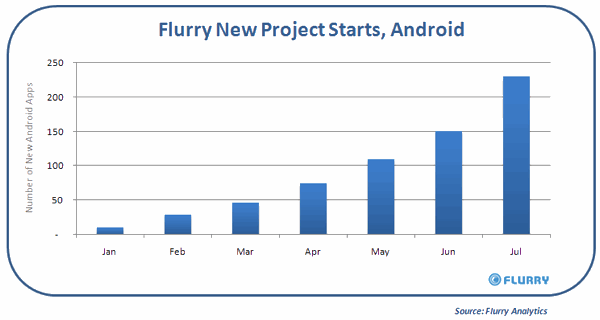 Flurry New Project Starts, Android
Number of New Android Apps
250
200
150
100
50
-
Jan Feb Mar Apr May Jun Jul
FLURRY
Source: Flurry Analytics